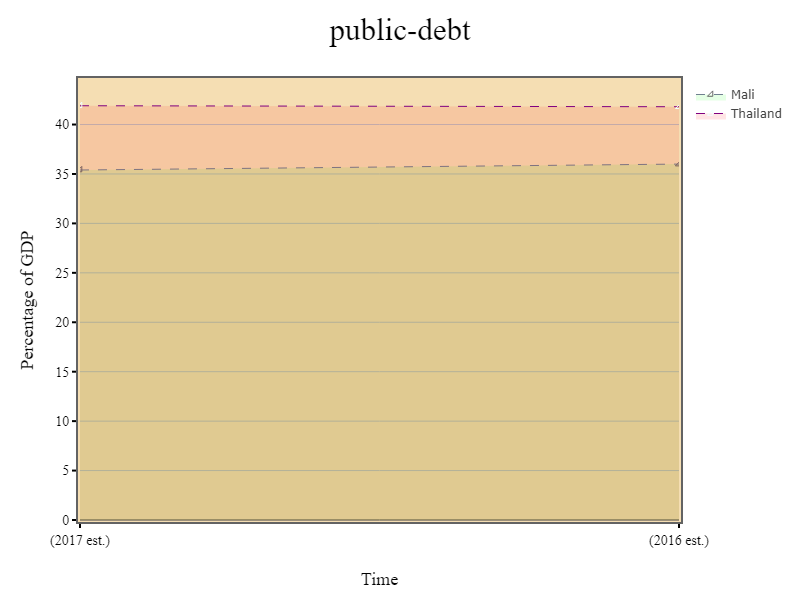 public-debt
Mali
Thailand
Percentage of GDP
40
35
30
25
20
15
10
5
0
(2017 est.)
(2016 est.)
Time